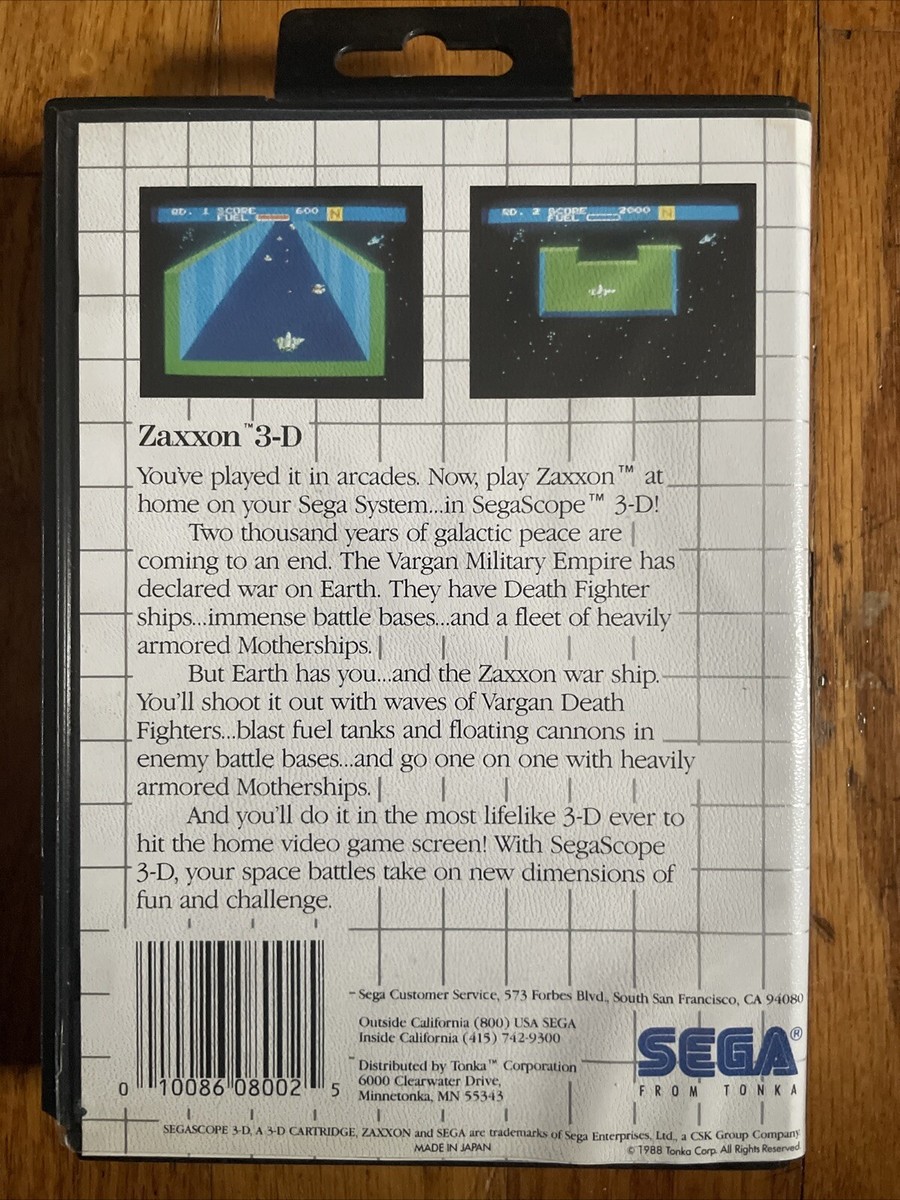 RD. 1 SCORE 600 N
FUEL
RD. 2 SCORE 2000 N
FUEL
Zaxxon™ 3-D
You've played it in arcades. Now, play Zaxxon™ at
home on your Sega System...in SegaScope™ 3-D!
Two thousand years of galactic peace are
coming to an end. The Vargan Military Empire has
declared war on Earth. They have Death Fighter
ships...immense battle bases...and a fleet of heavily
armored Motherships.
But Earth has you...and the Zaxxon war ship.
You'll shoot it out with waves of Vargan Death
Fighters...blast fuel tanks and floating cannons in
enemy battle bases...and go one on one with heavily
armored Motherships.
And you'll do it in the most lifelike 3-D ever to
hit the home video game screen! With SegaScope
3-D, your space battles take on new dimensions of
fun and challenge.
Sega Customer Service, 573 Forbes Blvd., South San Francisco, CA 94080
Outside California (800) USA SEGA
Inside California (415) 742-9300
Distributed by Tonka™ Corporation
6000 Clearwater Drive,
Minnetonka, MN 55343
SEGA®
FROM TONKA
0 10086 08002 5
SEGASCOPE 3-D, A 3-D CARTRIDGE, ZAXXON and SEGA are trademarks of Sega Enterprises, Ltd., a CSK Group Company
MADE IN JAPAN
© 1988 Tonka Corp. All Rights Reserved